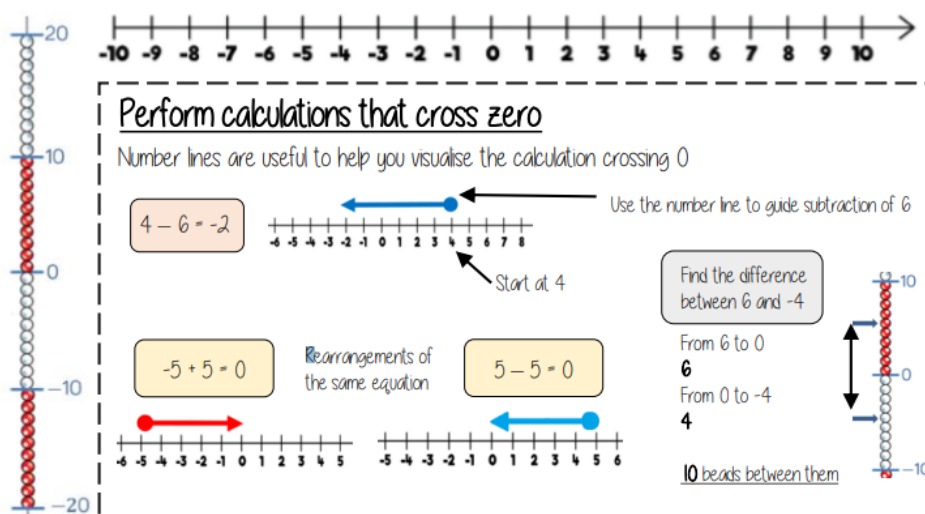 20
10
0
-10
-20
-10 -9 -8 -7 -6 -5 -4 -3 -2 -1 0 1 2 3 4 5 6 7 8 9 10
Perform calculations that cross zero
Number lines are useful to help you visualise the calculation crossing 0
4 - 6 = -2
-6 -5 -4 -3 -2 -1 0 1 2 3 4 5 6 7 8
Use the number line to guide subtraction of 6
Start at 4
-5 + 5 = 0
Rearrangements of
the same equation
5 - 5 = 0
-6 -5 -4 -3 -2 -1 0 1 2 3 4 5
-5 -4 -3 -2 -1 0 1 2 3 4 5 6
Find the difference
between 6 and -4
From 6 to 0
6
From 0 to -4
4
10 beads between them
10
0
-10